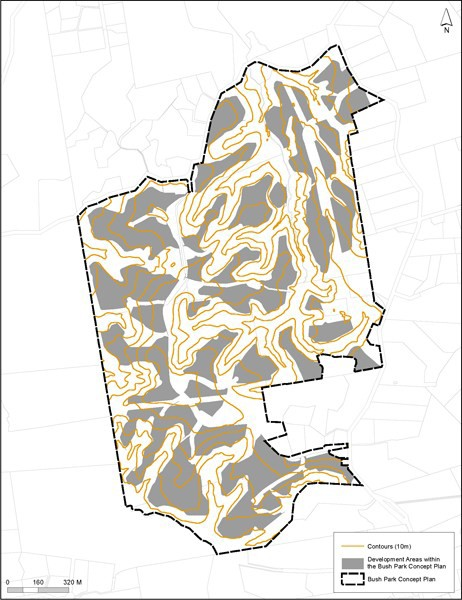 N
Contours (10m)
Development Areas within
the Bush Park Concept Plan
Bush Park Concept Plan
0 160 320 M